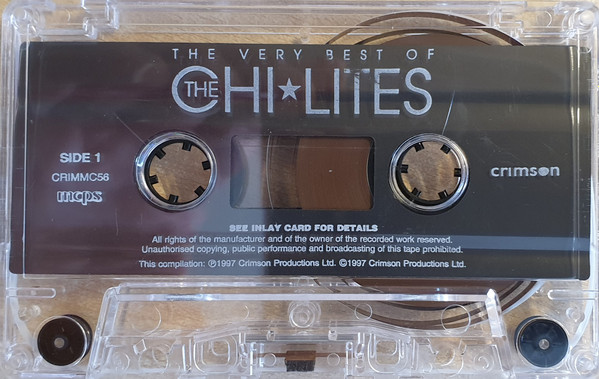 THE VERY BEST OF
THE CHI★LITES
SIDE 1
CRIMMC56
mcps
crimson
SEE INLAY CARD FOR DETAILS
All rights of the manufacturer and of the owner of the recorded work reserved.
Unauthorised copying, public performance and broadcasting of this tape prohibited.
This compilation: ℗1997 Crimson Productions Ltd. ©1997 Crimson Productions Ltd.